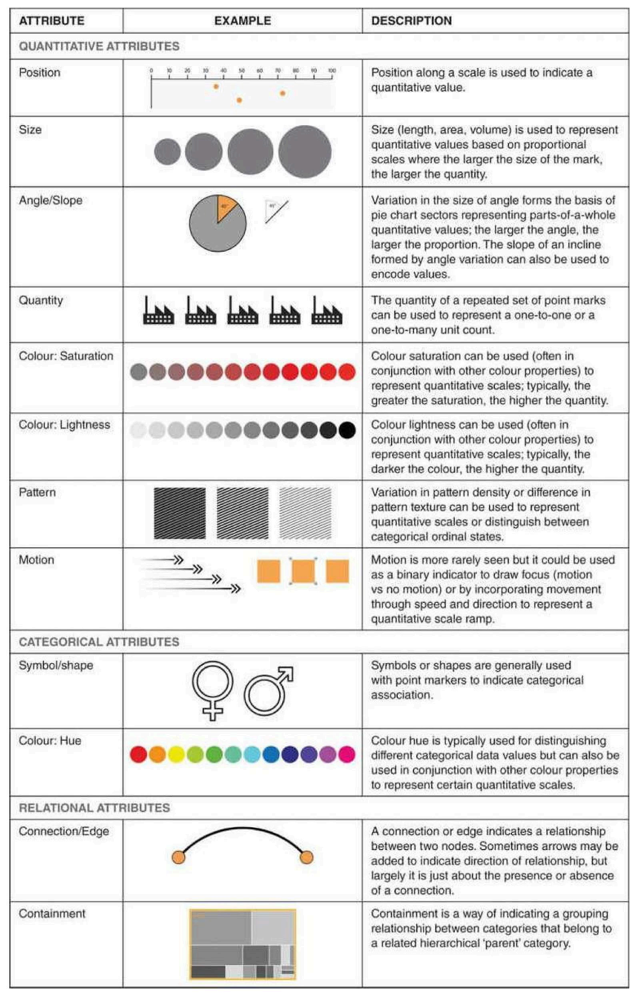 ATTRIBUTE
EXAMPLE
DESCRIPTION
QUANTITATIVE ATTRIBUTES
Position
0 10 20 30 40 50 60 70 80 90 100
Position along a scale is used to indicate a
quantitative value.
Size
Size (length, area, volume) is used to represent
quantitative values based on proportional
scales where the larger the size of the mark,
the larger the quantity.
Angle/Slope
45°
45°
Variation in the size of angle forms the basis of
pie chart sectors representing parts-of-a-whole
quantitative values; the larger the angle, the
larger the proportion. The slope of an incline
formed by angle variation can also be used to
encode values.
Quantity
The quantity of a repeated set of point marks
can be used to represent a one-to-one or a
one-to-many unit count.
Colour: Saturation
Colour saturation can be used (often in
conjunction with other colour properties) to
represent quantitative scales; typically, the
greater the saturation, the higher the quantity.
Colour: Lightness
Colour lightness can be used (often in
conjunction with other colour properties) to
represent quantitative scales; typically, the
darker the colour, the higher the quantity.
Pattern
Variation in pattern density or difference in
pattern texture can be used to represent
quantitative scales or distinguish between
categorical ordinal states.
Motion
Motion is more rarely seen but it could be used
as a binary indicator to draw focus (motion
vs no motion) or by incorporating movement
through speed and direction to represent a
quantitative scale ramp.
CATEGORICAL ATTRIBUTES
Symbol/shape
Symbols or shapes are generally used
with point markers to indicate categorical
association.
Colour: Hue
Colour hue is typically used for distinguishing
different categorical data values but can also be
used in conjunction with other colour properties
to represent certain quantitative scales.
RELATIONAL ATTRIBUTES
Connection/Edge
A connection or edge indicates a relationship
between two nodes. Sometimes arrows may be
added to indicate direction of relationship, but
largely it is just about the presence or absence
of a connection.
Containment
Containment is a way of indicating a grouping
relationship between categories that belong to
a related hierarchical ‘parent’ category.